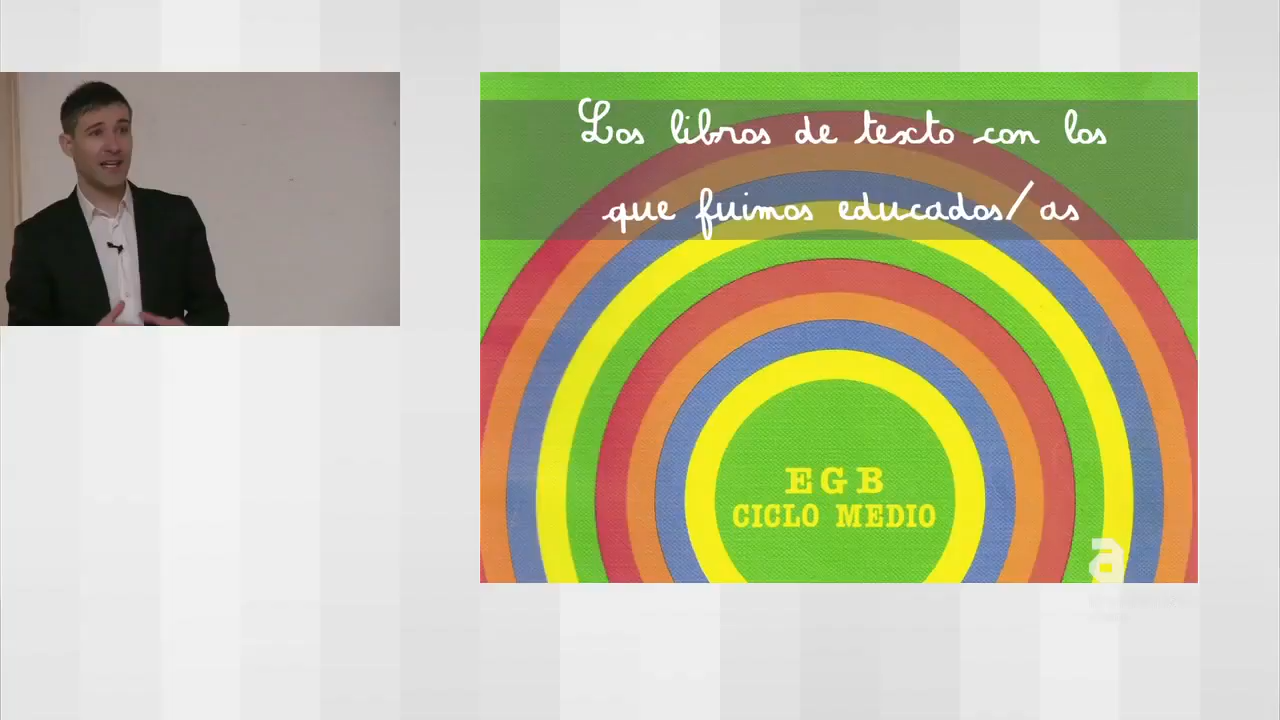 Los libros de texto con los
que fuimos educados/as
EGB
CICLO MEDIO
a